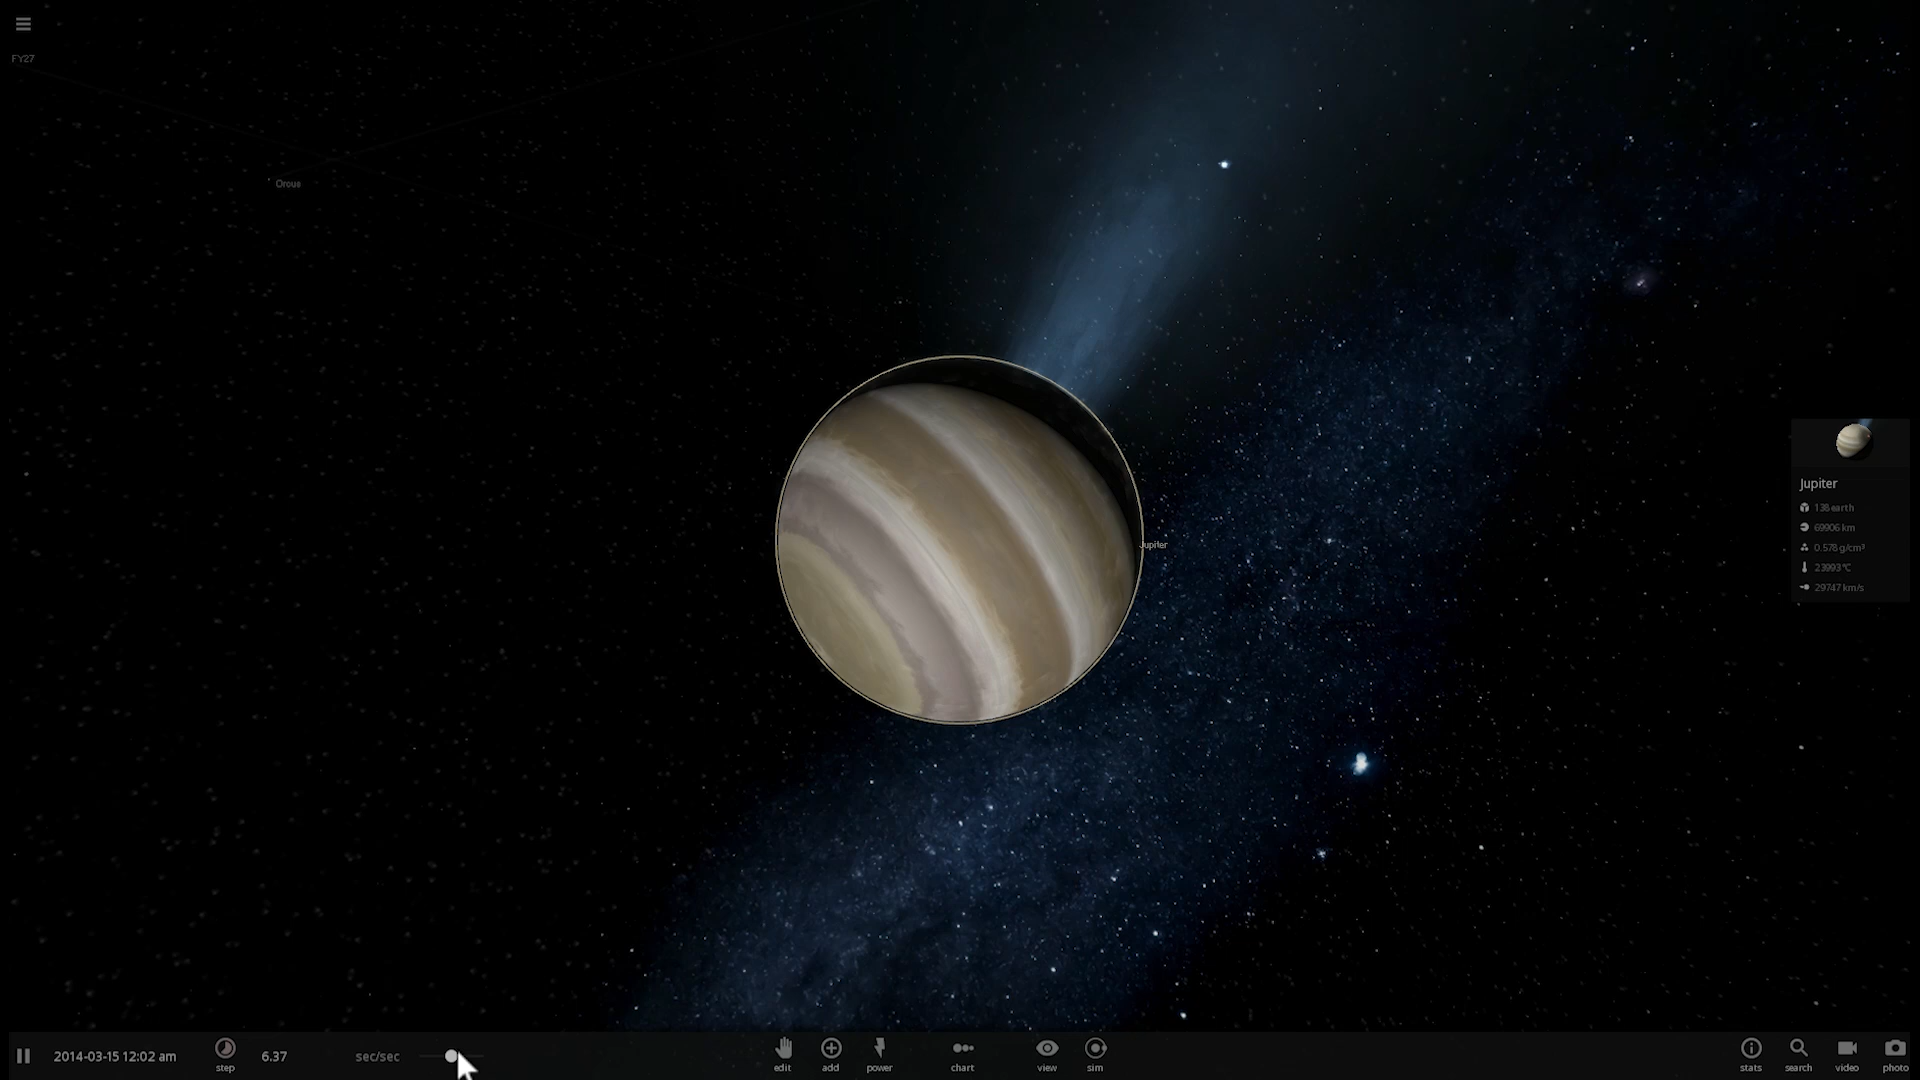 FY27
Orcus
Jupiter
Jupiter
138 earth
69906 km
0.578 g/cm³
23993 °C
29747 km/s
2014-03-15 12:02 am
step
6.37
sec/sec
edit
add
power
chart
view
sim
stats
search
video
photo